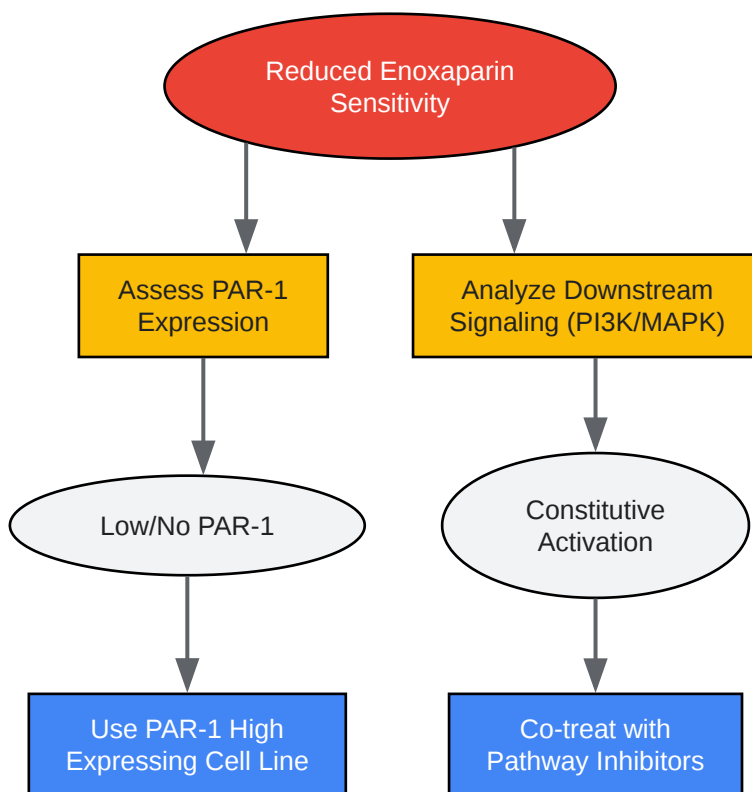 Reduced Enoxaparin
Sensitivity
Assess PAR-1
Expression
Analyze Downstream
Signaling (PI3K/MAPK)
Low/No PAR-1
Constitutive
Activation
Use PAR-1 High
Expressing Cell Line
Co-treat with
Pathway Inhibitors